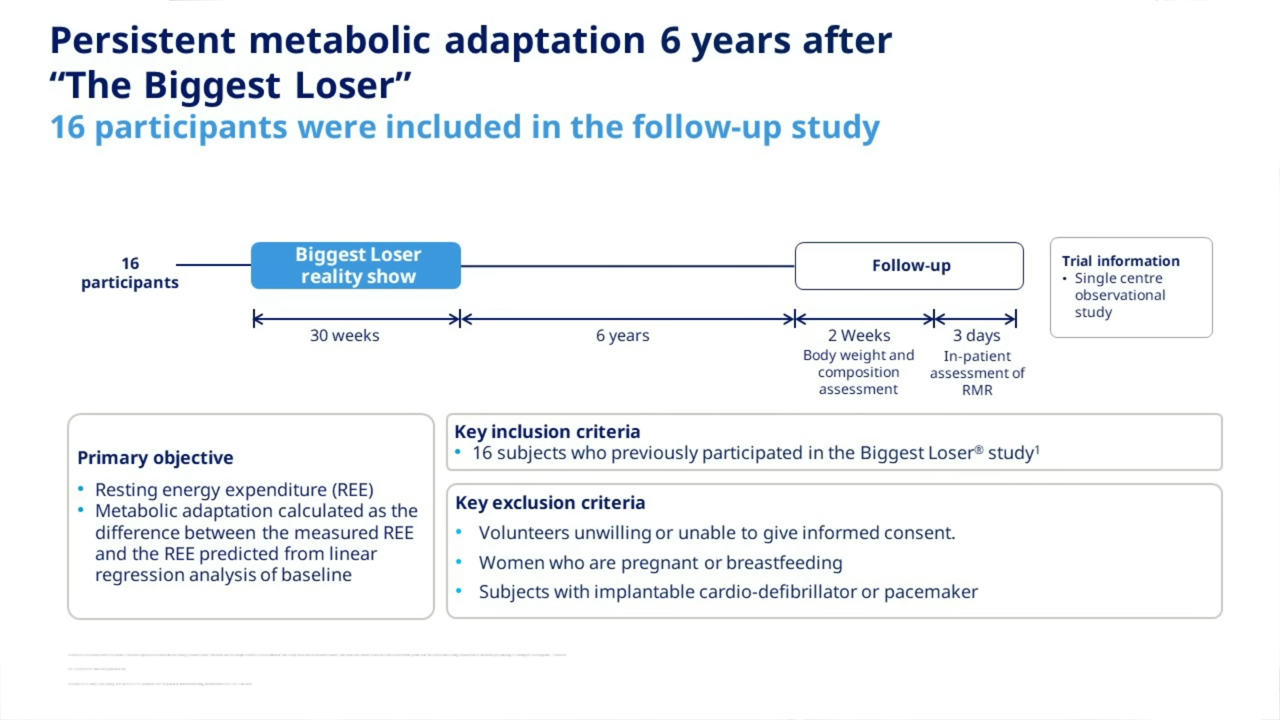 Persistent metabolic adaptation 6 years after
“The Biggest Loser”
16 participants were included in the follow-up study
16
participants
Biggest Loser
reality show
Follow-up
Trial information
• Single centre
observational
study
30 weeks
6 years
2 Weeks
Body weight and
composition
assessment
3 days
In-patient
assessment of
RMR
Primary objective
• Resting energy expenditure (REE)
• Metabolic adaptation calculated as the
difference between the measured REE
and the REE predicted from linear
regression analysis of baseline
Key inclusion criteria
• 16 subjects who previously participated in the Biggest Loser® study¹
Key exclusion criteria
• Volunteers unwilling or unable to give informed consent.
• Women who are pregnant or breastfeeding
• Subjects with implantable cardio-defibrillator or pacemaker